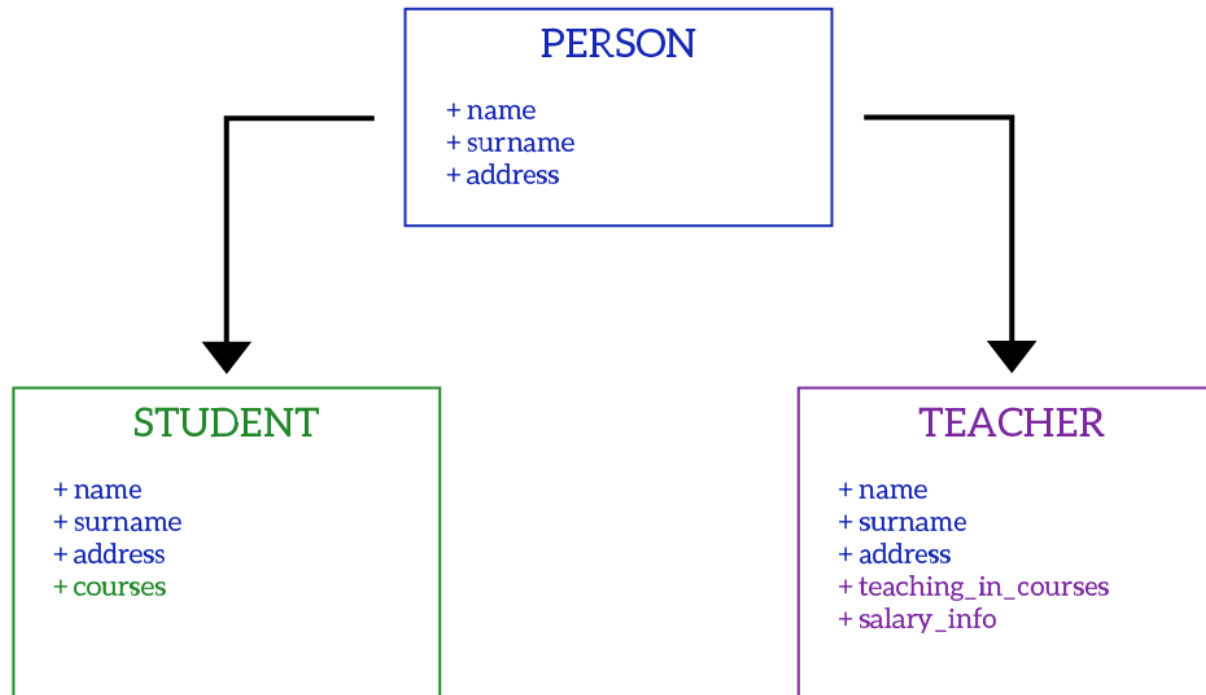 PERSON
+ name
+ surname
+ address
STUDENT
+ name
+ surname
+ address
+ courses
TEACHER
+ name
+ surname
+ address
+ teaching_in_courses
+ salary_info